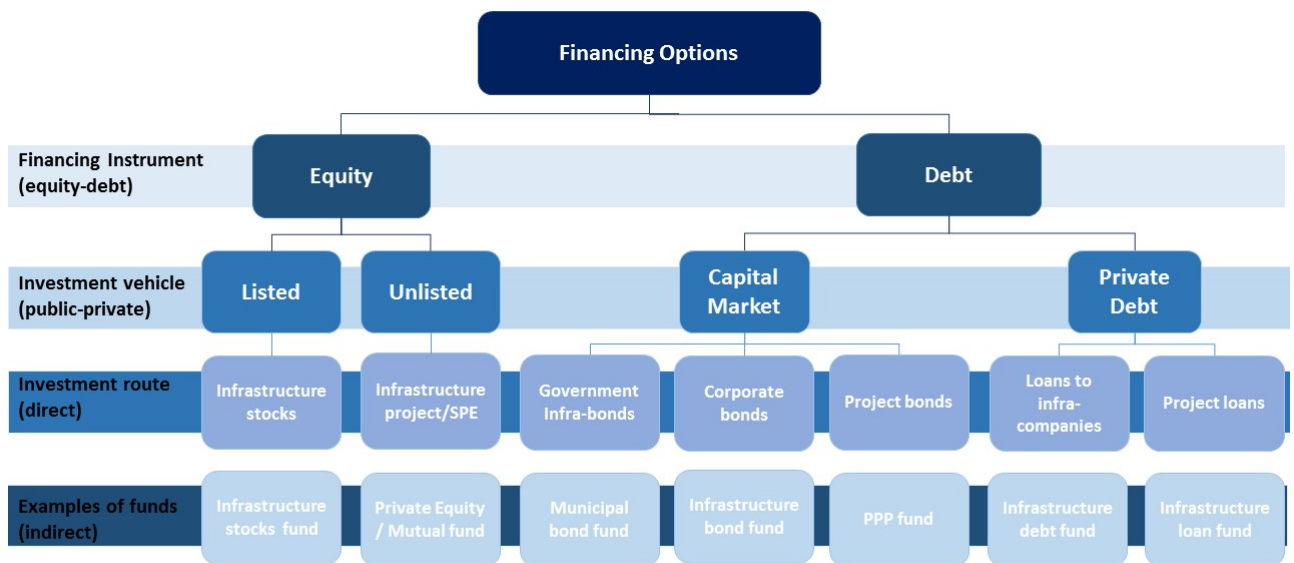 Financing Options
Financing Instrument
(equity-debt)
Equity
Debt
Investment vehicle
(public-private)
Listed
Unlisted
Capital
Market
Private
Debt
Investment route
(direct)
Infrastructure
stocks
Infrastructure
project/SPE
Government
Infra-bonds
Corporate
bonds
Project bonds
Loans to
infra-
companies
Project loans
Examples of funds
(indirect)
Infrastructure
stocks fund
Private Equity
/ Mutual fund
Municipal
bond fund
Infrastructure
bond fund
PPP fund
Infrastructure
debt fund
Infrastructure
loan fund